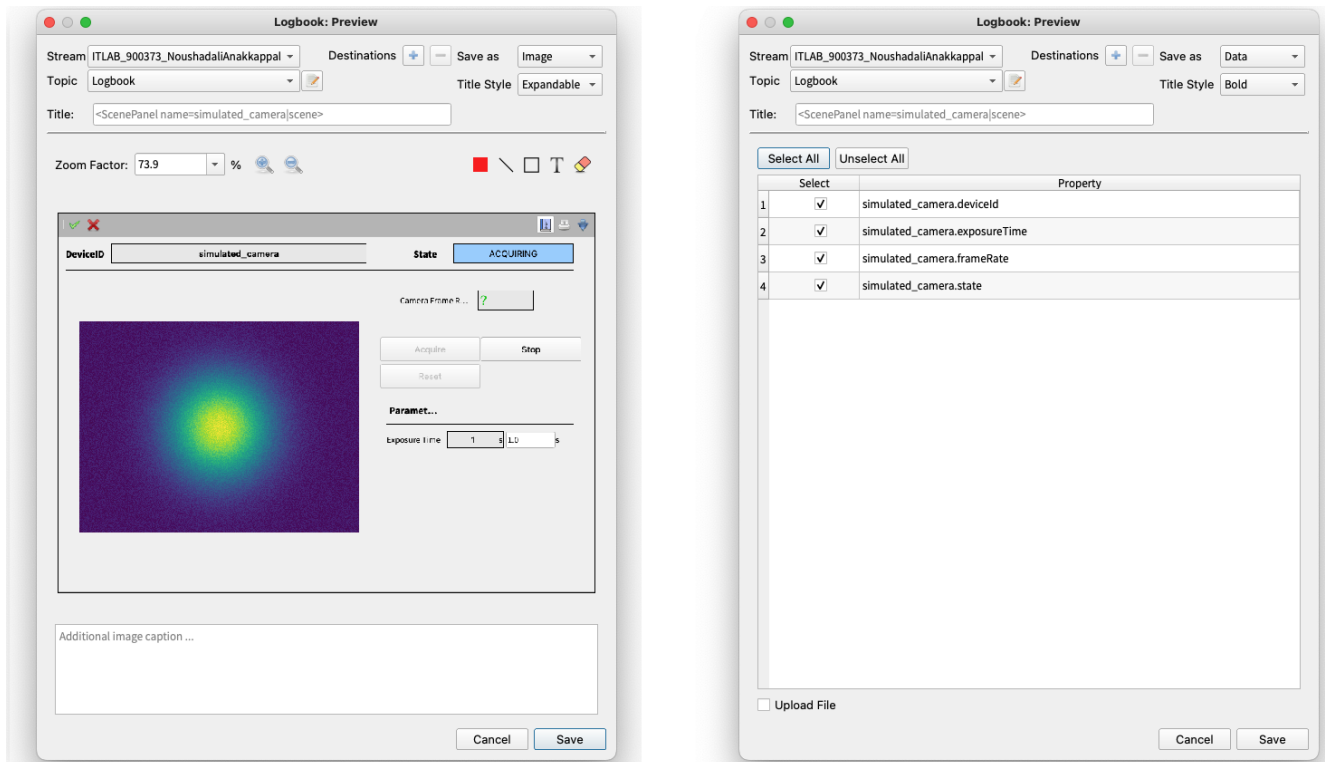 Logbook: Preview
Stream ITLAB_900373_NoushadaliAnakkappal Destinations Save as Image
Topic Logbook Title Style Expandable
Title: <ScenePanel name=simulated_camera|scene>
Zoom Factor: 73.9 %
T
DeviceID simulated_camera State ACQUIRING
Camera Frame R... ?
Acquire Stop
Reset
Paramet...
Exposure Time 1 s 1.0 s
Additional image caption ...
Cancel Save
Logbook: Preview
Stream ITLAB_900373_NoushadaliAnakkappal Destinations Save as Data
Topic Logbook Title Style Bold
Title: <ScenePanel name=simulated_camera|scene>
Select All Unselect All
Select Property
1 simulated_camera.deviceId
2 simulated_camera.exposureTime
3 simulated_camera.frameRate
4 simulated_camera.state
Upload File
Cancel Save